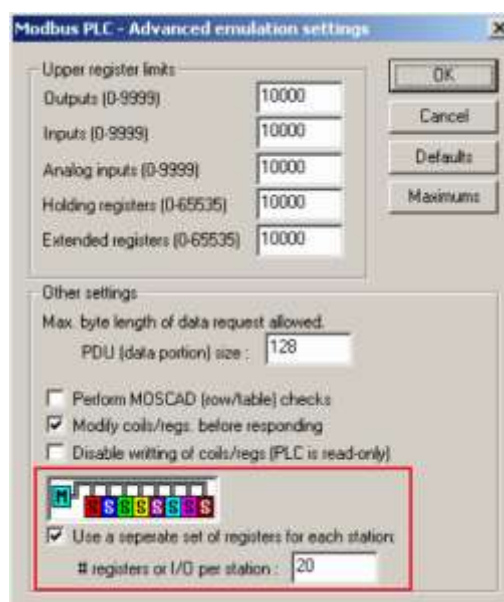 Modbus PLC - Advanced emulation settings
Upper register limits
Outputs (0-9999) 10000
Inputs (0-9999) 10000
Analog inputs (0-9999) 10000
Holding registers (0-65535) 10000
Extended registers (0-65535) 10000
OK
Cancel
Defaults
Maximums
Other settings
Max. byte length of data request allowed.
PDU (data portion) size : 128
Perform MOSCAD (row/table) checks
Modify coils/regs. before responding
Disable writting of coils/regs (PLC is read-only)
M S S S S S S S S
Use a seperate set of registers for each station:
# registers or I/O per station : 20